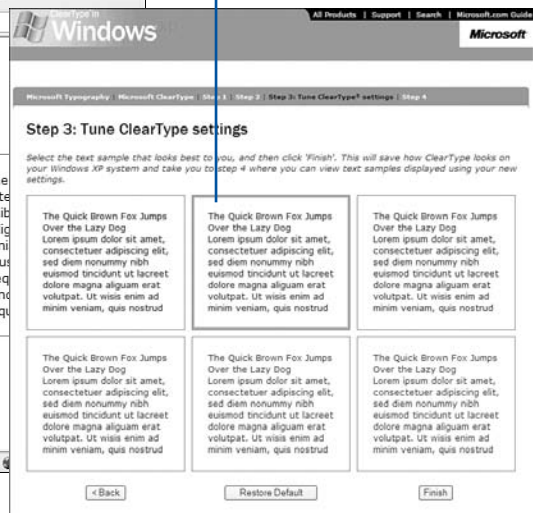 All Products | Support | Search | Microsoft.com Guide
ClearType in
Windows
Microsoft
Microsoft Typography | Microsoft ClearType | Step 1 | Step 2 | Step 3: Tune ClearType® settings | Step 4
Step 3: Tune ClearType settings
Select the text sample that looks best to you, and then click 'Finish'. This will save how ClearType looks on
your Windows XP system and take you to step 4 where you can view text samples displayed using your new
settings.
The Quick Brown Fox Jumps
Over the Lazy Dog
Lorem ipsum dolor sit amet,
consectetuer adipiscing elit,
sed diem nonummy nibh
euismod tincidunt ut lacreet
dolore magna aliguam erat
volutpat. Ut wisis enim ad
minim veniam, quis nostrud
The Quick Brown Fox Jumps
Over the Lazy Dog
Lorem ipsum dolor sit amet,
consectetuer adipiscing elit,
sed diem nonummy nibh
euismod tincidunt ut lacreet
dolore magna aliguam erat
volutpat. Ut wisis enim ad
minim veniam, quis nostrud
The Quick Brown Fox Jumps
Over the Lazy Dog
Lorem ipsum dolor sit amet,
consectetuer adipiscing elit,
sed diem nonummy nibh
euismod tincidunt ut lacreet
dolore magna aliguam erat
volutpat. Ut wisis enim ad
minim veniam, quis nostrud
The Quick Brown Fox Jumps
Over the Lazy Dog
Lorem ipsum dolor sit amet,
consectetuer adipiscing elit,
sed diem nonummy nibh
euismod tincidunt ut lacreet
dolore magna aliguam erat
volutpat. Ut wisis enim ad
minim veniam, quis nostrud
The Quick Brown Fox Jumps
Over the Lazy Dog
Lorem ipsum dolor sit amet,
consectetuer adipiscing elit,
sed diem nonummy nibh
euismod tincidunt ut lacreet
dolore magna aliguam erat
volutpat. Ut wisis enim ad
minim veniam, quis nostrud
The Quick Brown Fox Jumps
Over the Lazy Dog
Lorem ipsum dolor sit amet,
consectetuer adipiscing elit,
sed diem nonummy nibh
euismod tincidunt ut lacreet
dolore magna aliguam erat
volutpat. Ut wisis enim ad
minim veniam, quis nostrud
< Back
Restore Default
Finish